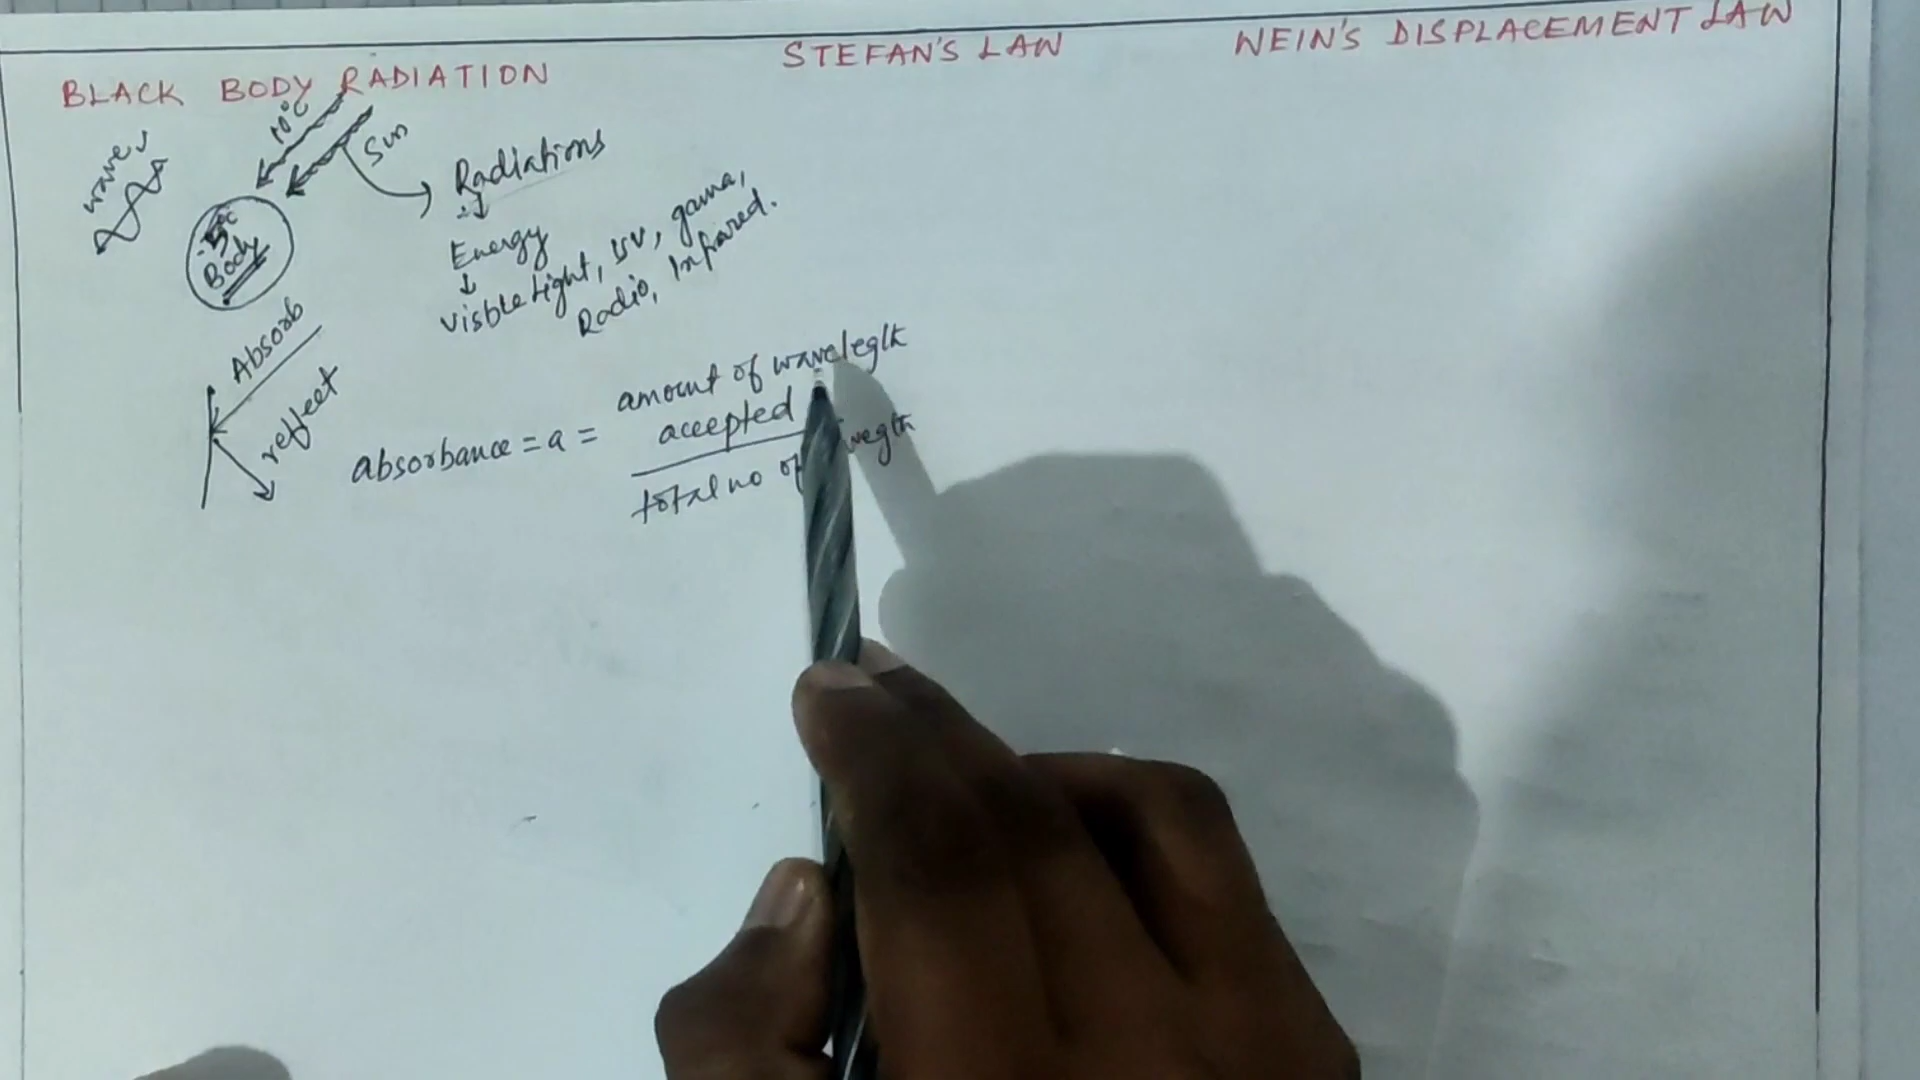 BLACK BODY RADIATION
STEFAN'S LAW
WEIN'S DISPLACEMENT LAW
waves
10°C
Sun
Body
Radiations
Energy
visble light, UV, gama,
Radio, Infrared.
Absorb
reflect
absorbance = a =
amount of wavelegth
accepted
total no of